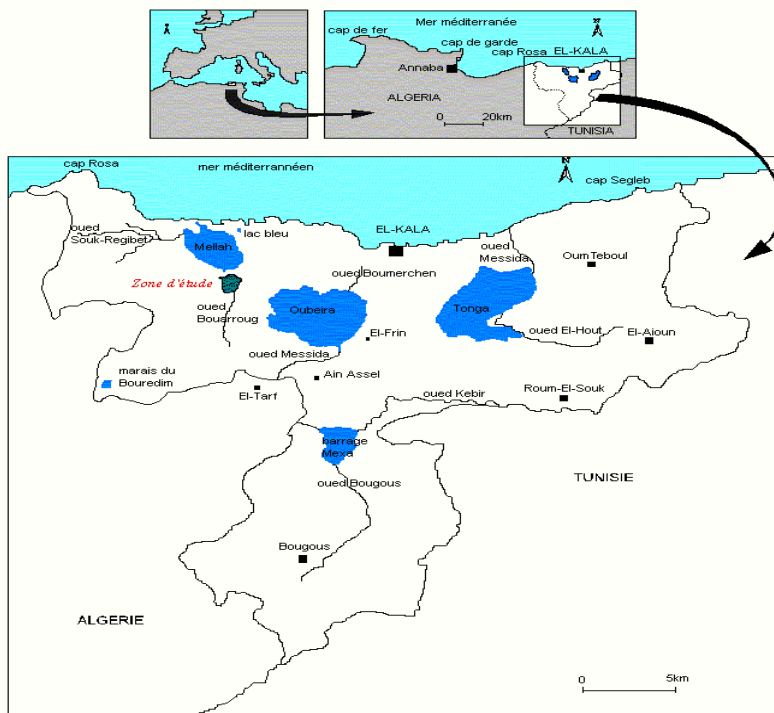 Mer méditerranée
N
cap de fer
cap de garde
cap Rosa
EL-KALA
Annaba
ALGERIA
0 20km
TUNISIA
cap Rosa
mer méditerrannéen
N
cap Segleb
oued
Souk-Regibet
lac bleu
Mellah
EL-KALA
oued
Messida
OumTeboul
oued Boumerchen
Zone d'étude
oued
Bouarroug
Oubeira
Tonga
El-Frin
oued El-Hout
El-Aioun
oued Messida
marais du
Bouredim
Ain Assel
El-Tarf
oued Kebir
Roum-El-Souk
barrage
Mexa
TUNISIE
oued Bougous
Bougous
ALGERIE
0 5km